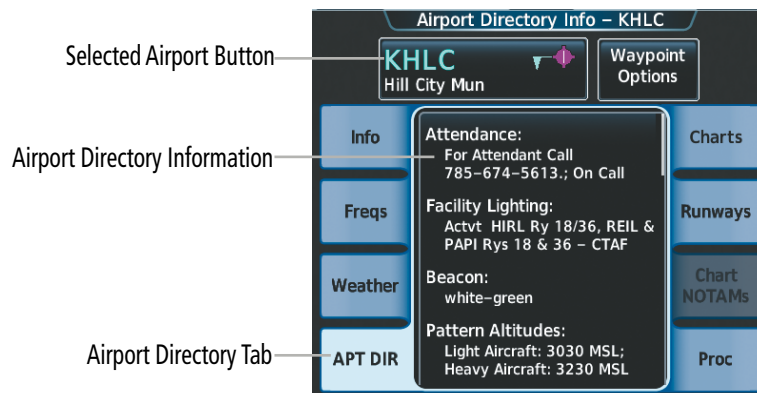 Airport Directory Info – KHLC
Selected Airport Button
KHLC
Hill City Mun
Waypoint
Options
Info
Freqs
Weather
APT DIR
Airport Directory Information
Airport Directory Tab
Attendance:
For Attendant Call
785–674–5613.; On Call
Facility Lighting:
Actvt HIRL Ry 18/36, REIL &
PAPI Rys 18 & 36 – CTAF
Beacon:
white–green
Pattern Altitudes:
Light Aircraft: 3030 MSL;
Heavy Aircraft: 3230 MSL
Charts
Runways
Chart
NOTAMs
Proc